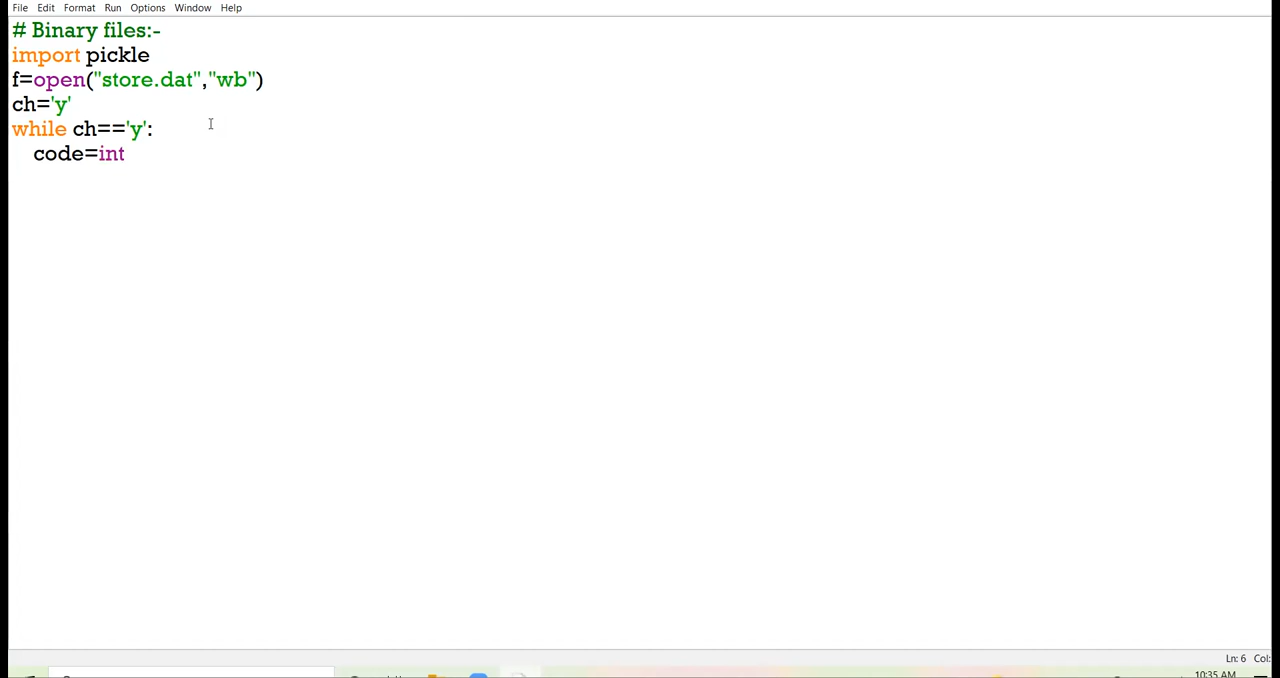 File Edit Format Run Options Window Help
# Binary files:-
import pickle
f=open("store.dat","wb")
ch='y'
while ch=='y':
    code=int
Ln: 6 Col:
10:35 AM